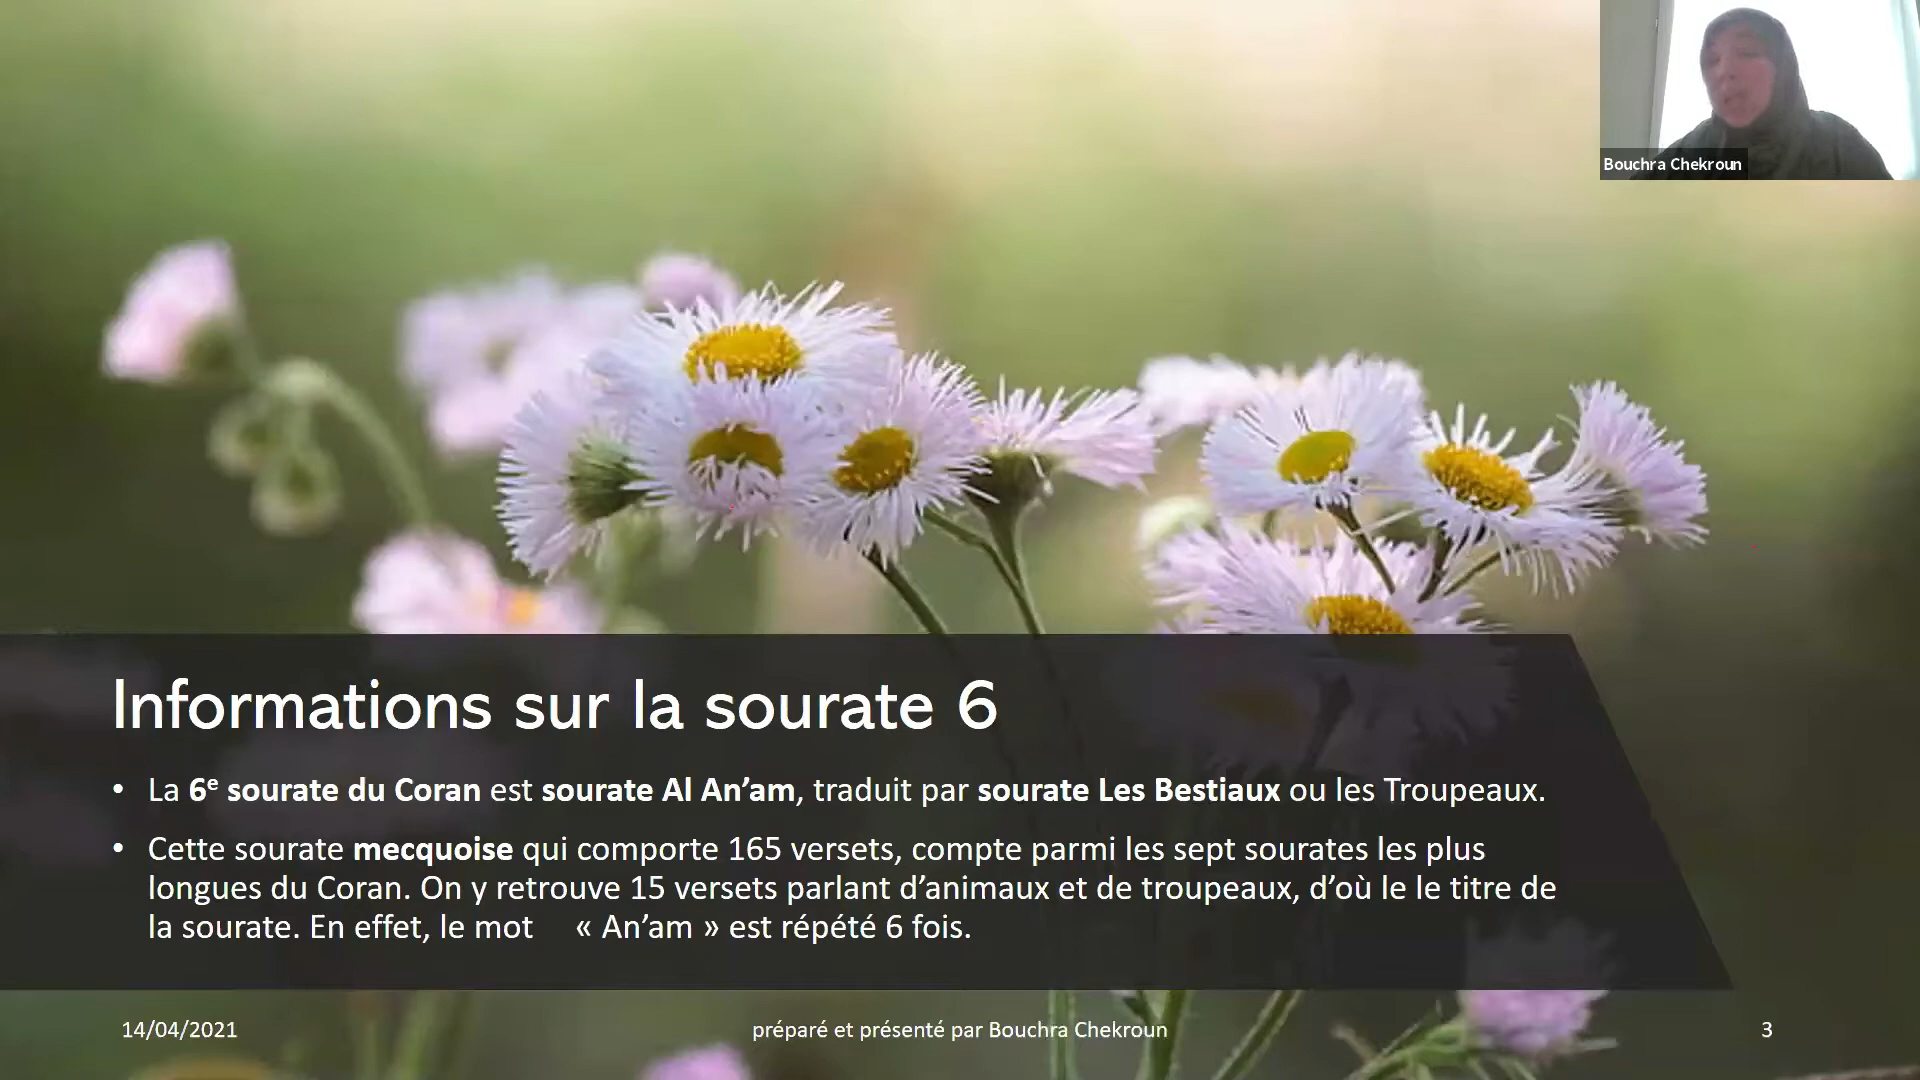 Bouchra Chekroun
Informations sur la sourate 6
• La 6e sourate du Coran est sourate Al An’am, traduit par sourate Les Bestiaux ou les Troupeaux.
• Cette sourate mecquoise qui comporte 165 versets, compte parmi les sept sourates les plus
longues du Coran. On y retrouve 15 versets parlant d’animaux et de troupeaux, d’où le le titre de
la sourate. En effet, le mot « An’am » est répété 6 fois.
14/04/2021
préparé et présenté par Bouchra Chekroun
3